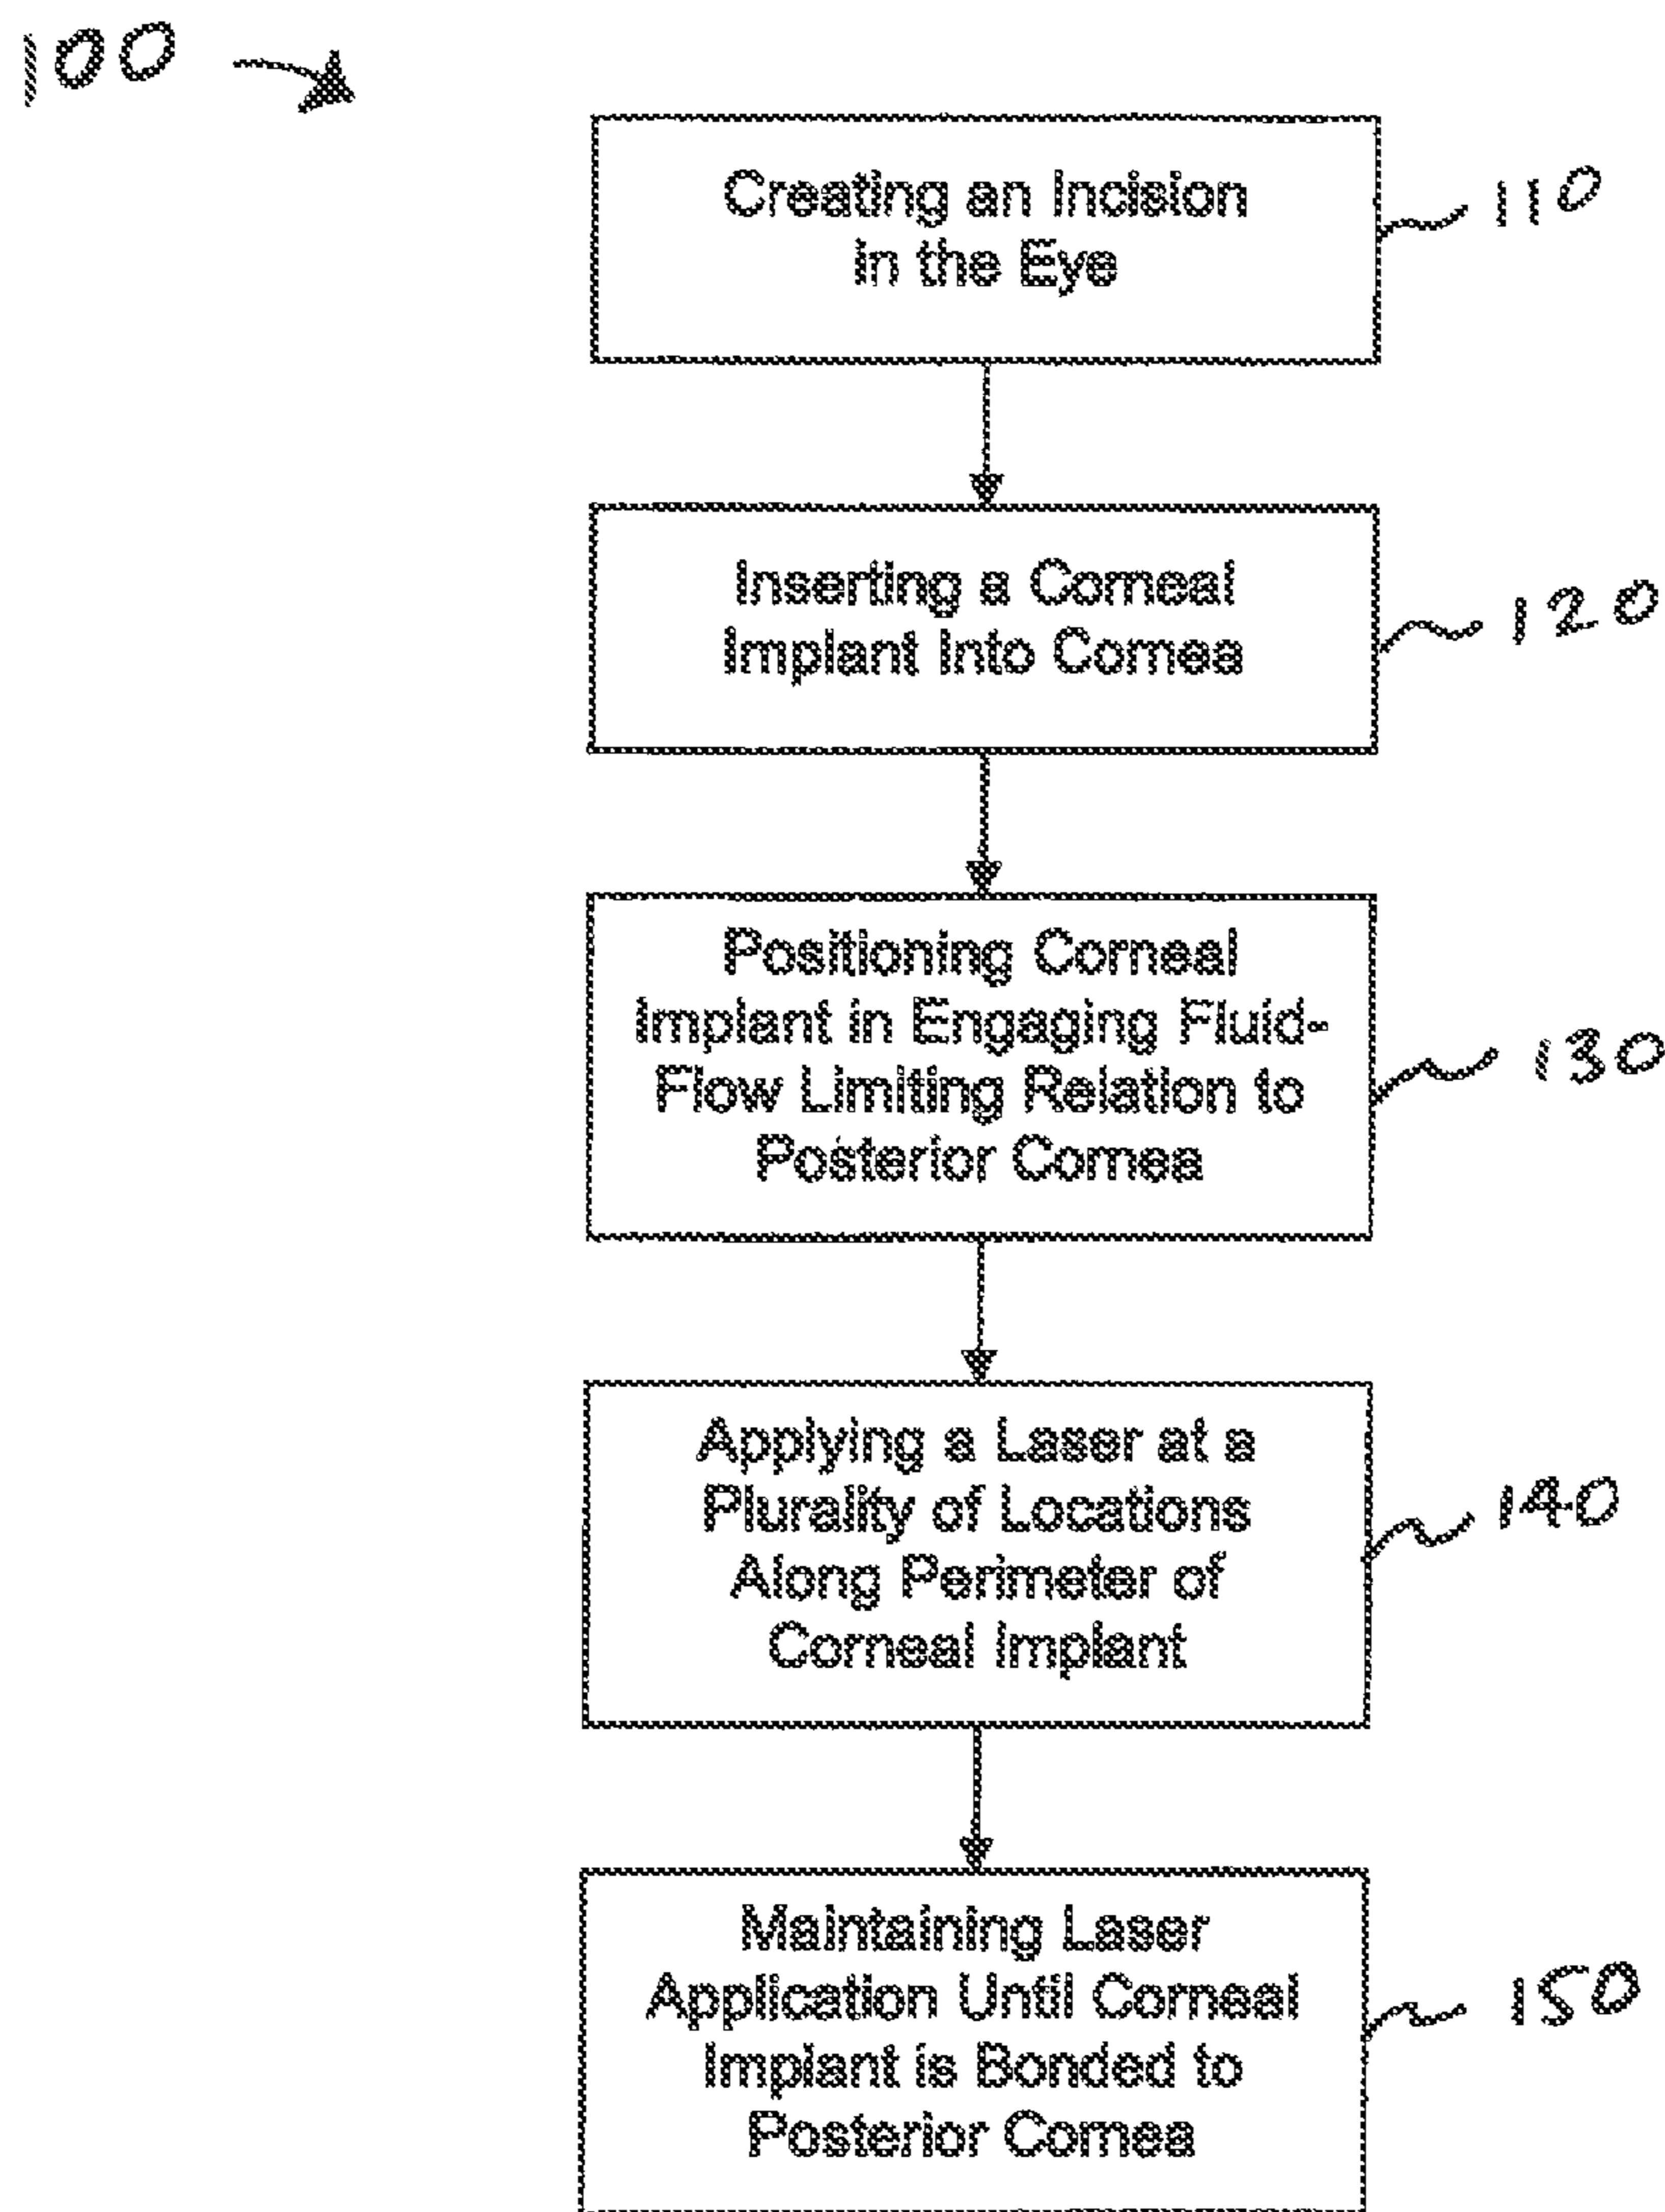 100
Creating an Incision
in the Eye
110
Inserting a Corneal
Implant Into Cornea
120
Positioning Corneal
Implant in Engaging Fluid-
Flow Limiting Relation to
Posterior Cornea
130
Applying a Laser at a
Plurality of Locations
Along Perimeter of
Corneal Implant
140
Maintaining Laser
Application Until Corneal
Implant is Bonded to
Posterior Cornea
150